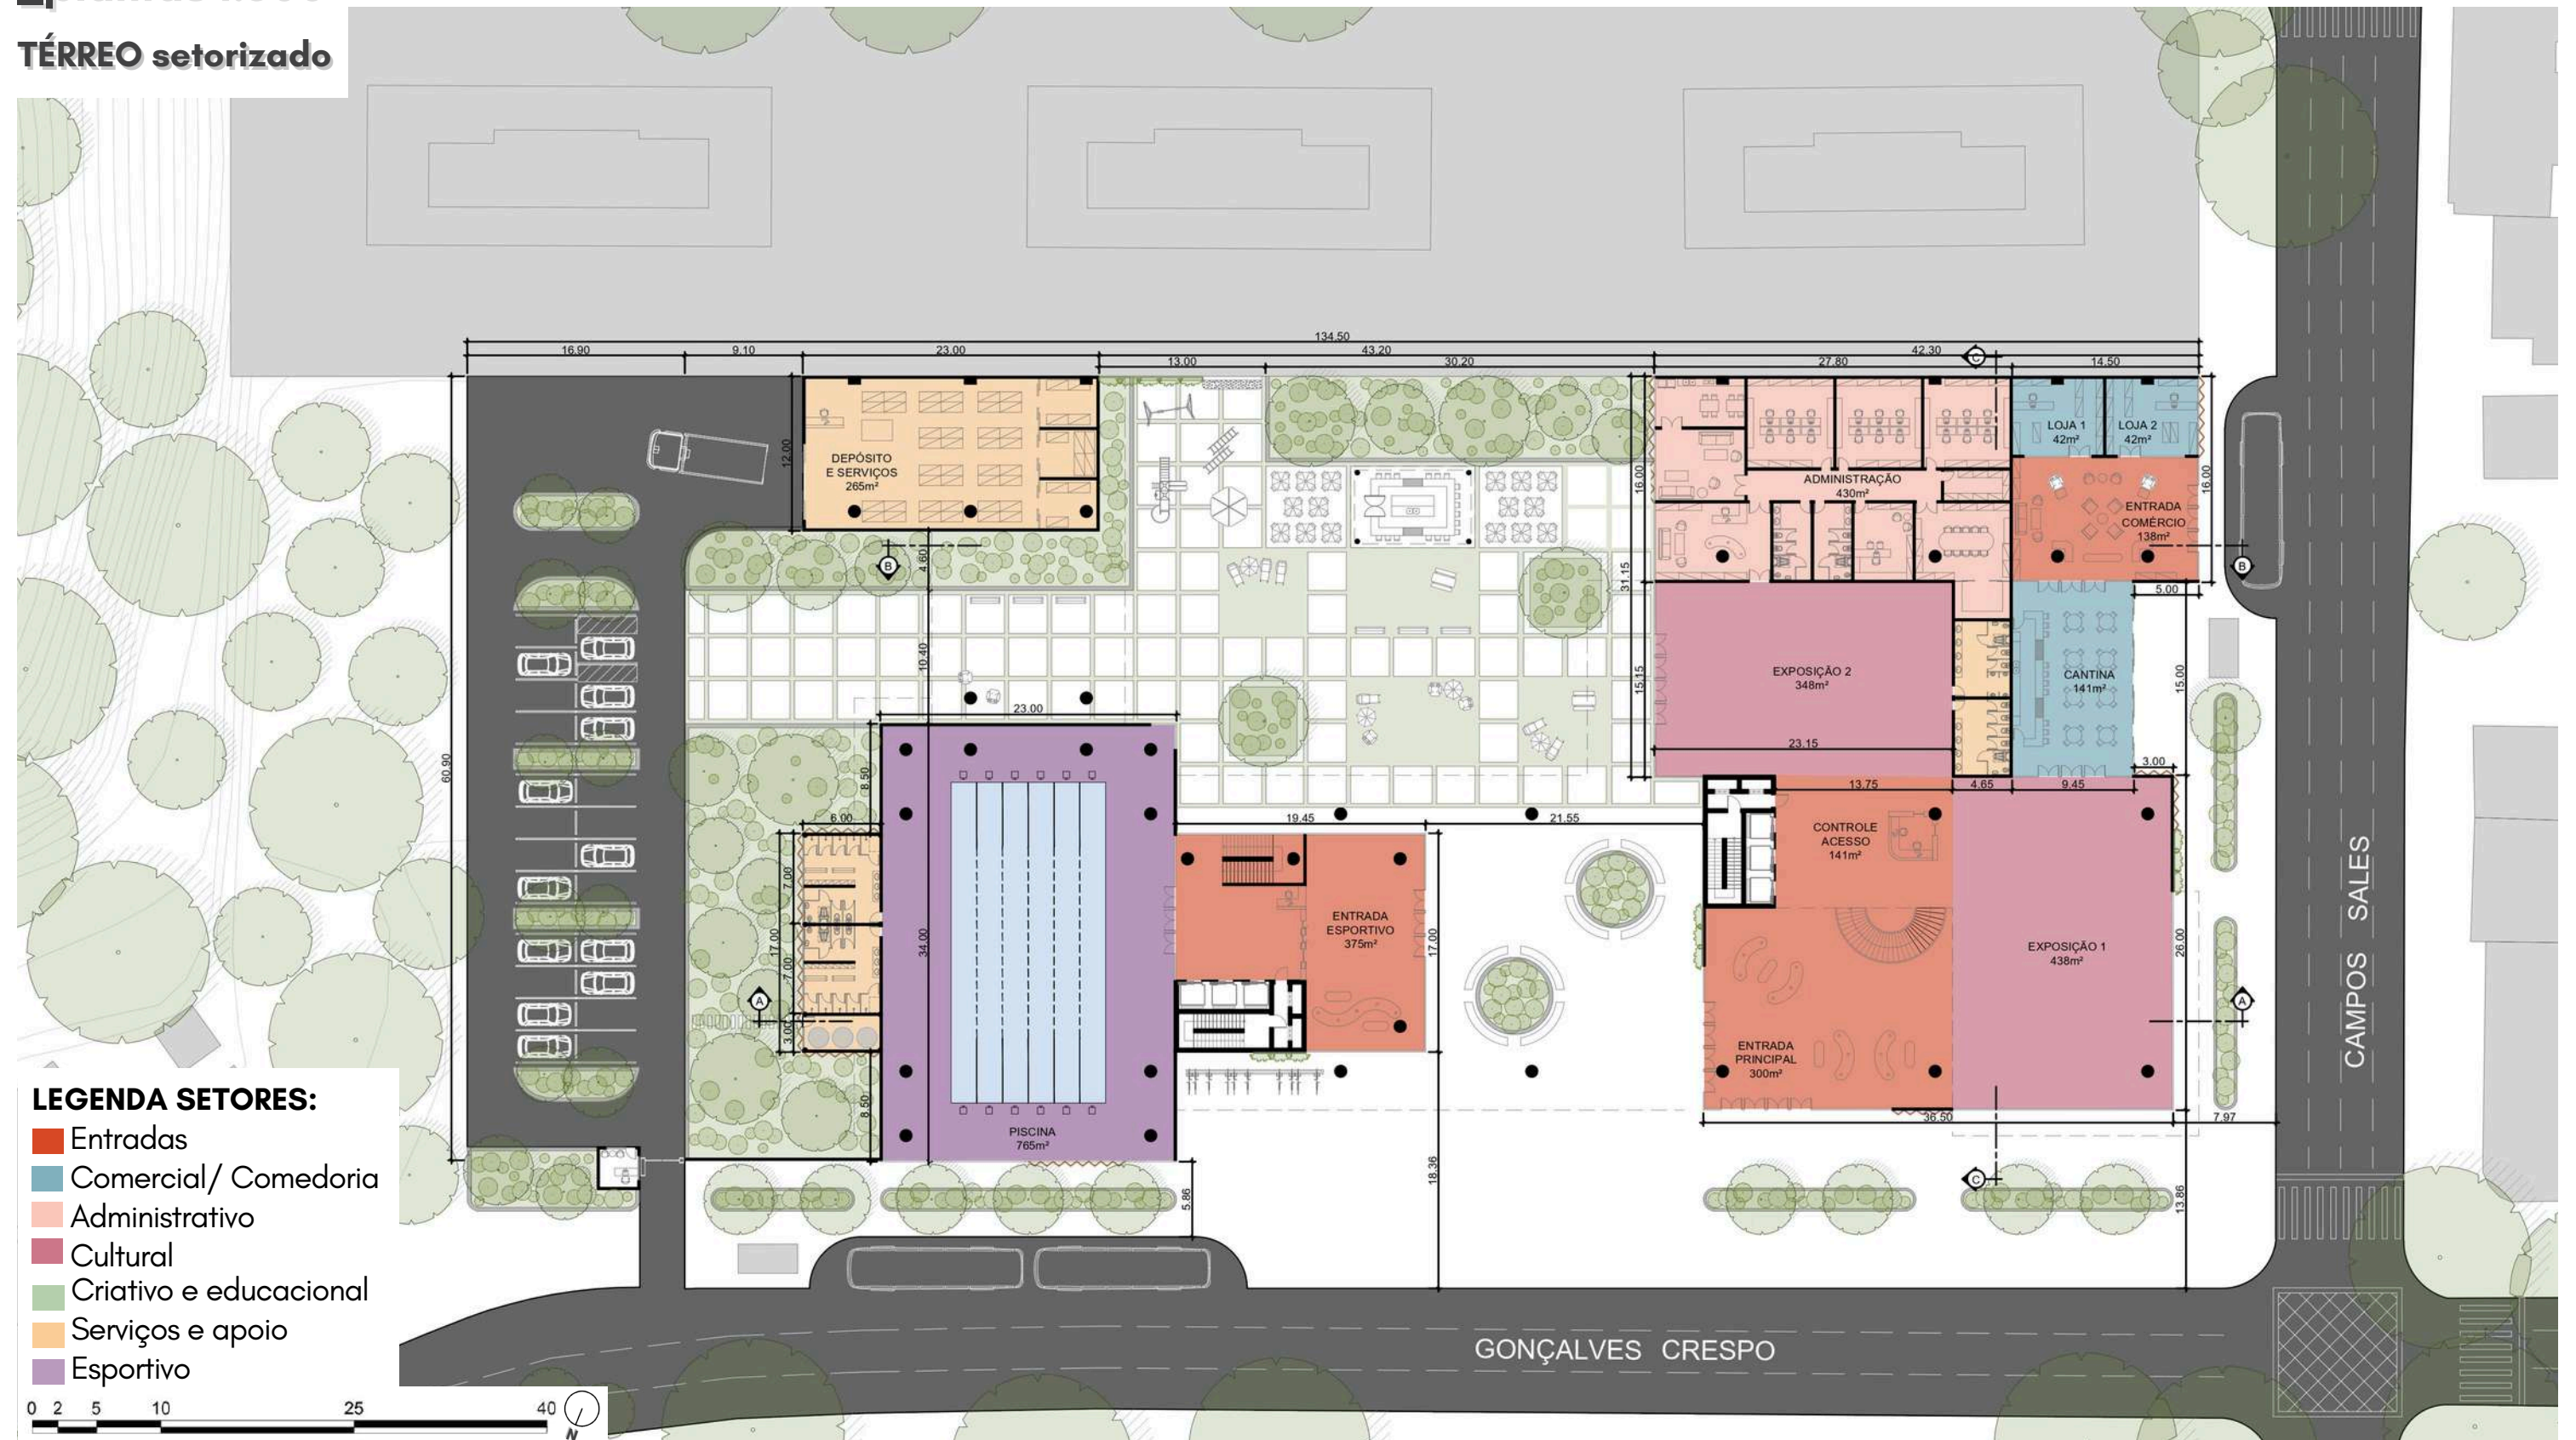 TÉRREO setorizado
134.50
16.90
9.10
23.00
43.20
42.30
13.00
30.20
27.80
14.50
12.00
DEPÓSITO
E SERVIÇOS
265m²
16.00
LOJA 1
42m²
LOJA 2
42m²
ADMINISTRAÇÃO
430m²
16.00
ENTRADA
COMÉRCIO
138m²
B
4.60
B
31.15
5.00
10.40
15.15
EXPOSIÇÃO 2
348m²
CANTINA
141m²
15.00
23.00
23.15
60.90
8.50
3.00
13.75
4.65
9.45
6.00
19.45
21.55
CONTROLE
ACESSO
141m²
7.00
17.00
34.00
ENTRADA
ESPORTIVO
375m²
17.00
EXPOSIÇÃO 1
438m²
26.00
7.00
A
A
3.00
ENTRADA
PRINCIPAL
300m²
8.50
PISCINA
765m²
36.50
7.97
18.36
5.86
C
C
13.86
CAMPOS SALES
GONÇALVES CRESPO
LEGENDA SETORES:
Entradas
Comercial/ Comedoria
Administrativo
Cultural
Criativo e educacional
Serviços e apoio
Esportivo
0 2 5 10 25 40
N